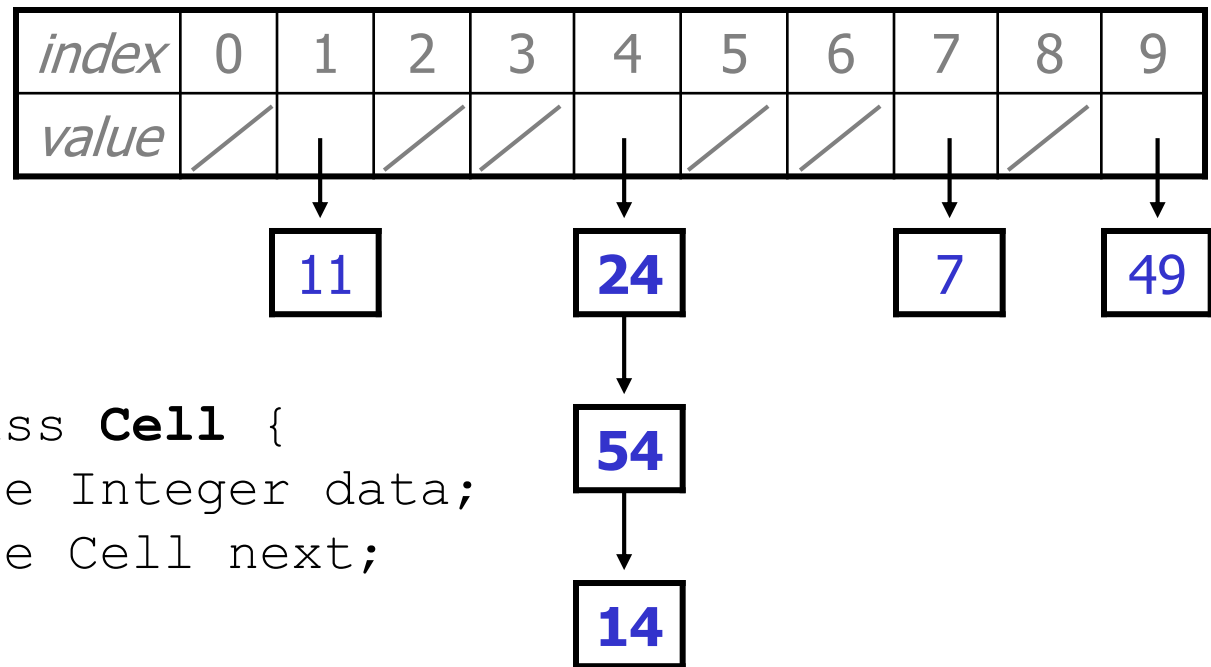 index 0 1 2 3 4 5 6 7 8 9
value
11 24 7 49
ss Cell {
54
e Integer data;
e Cell next;
14